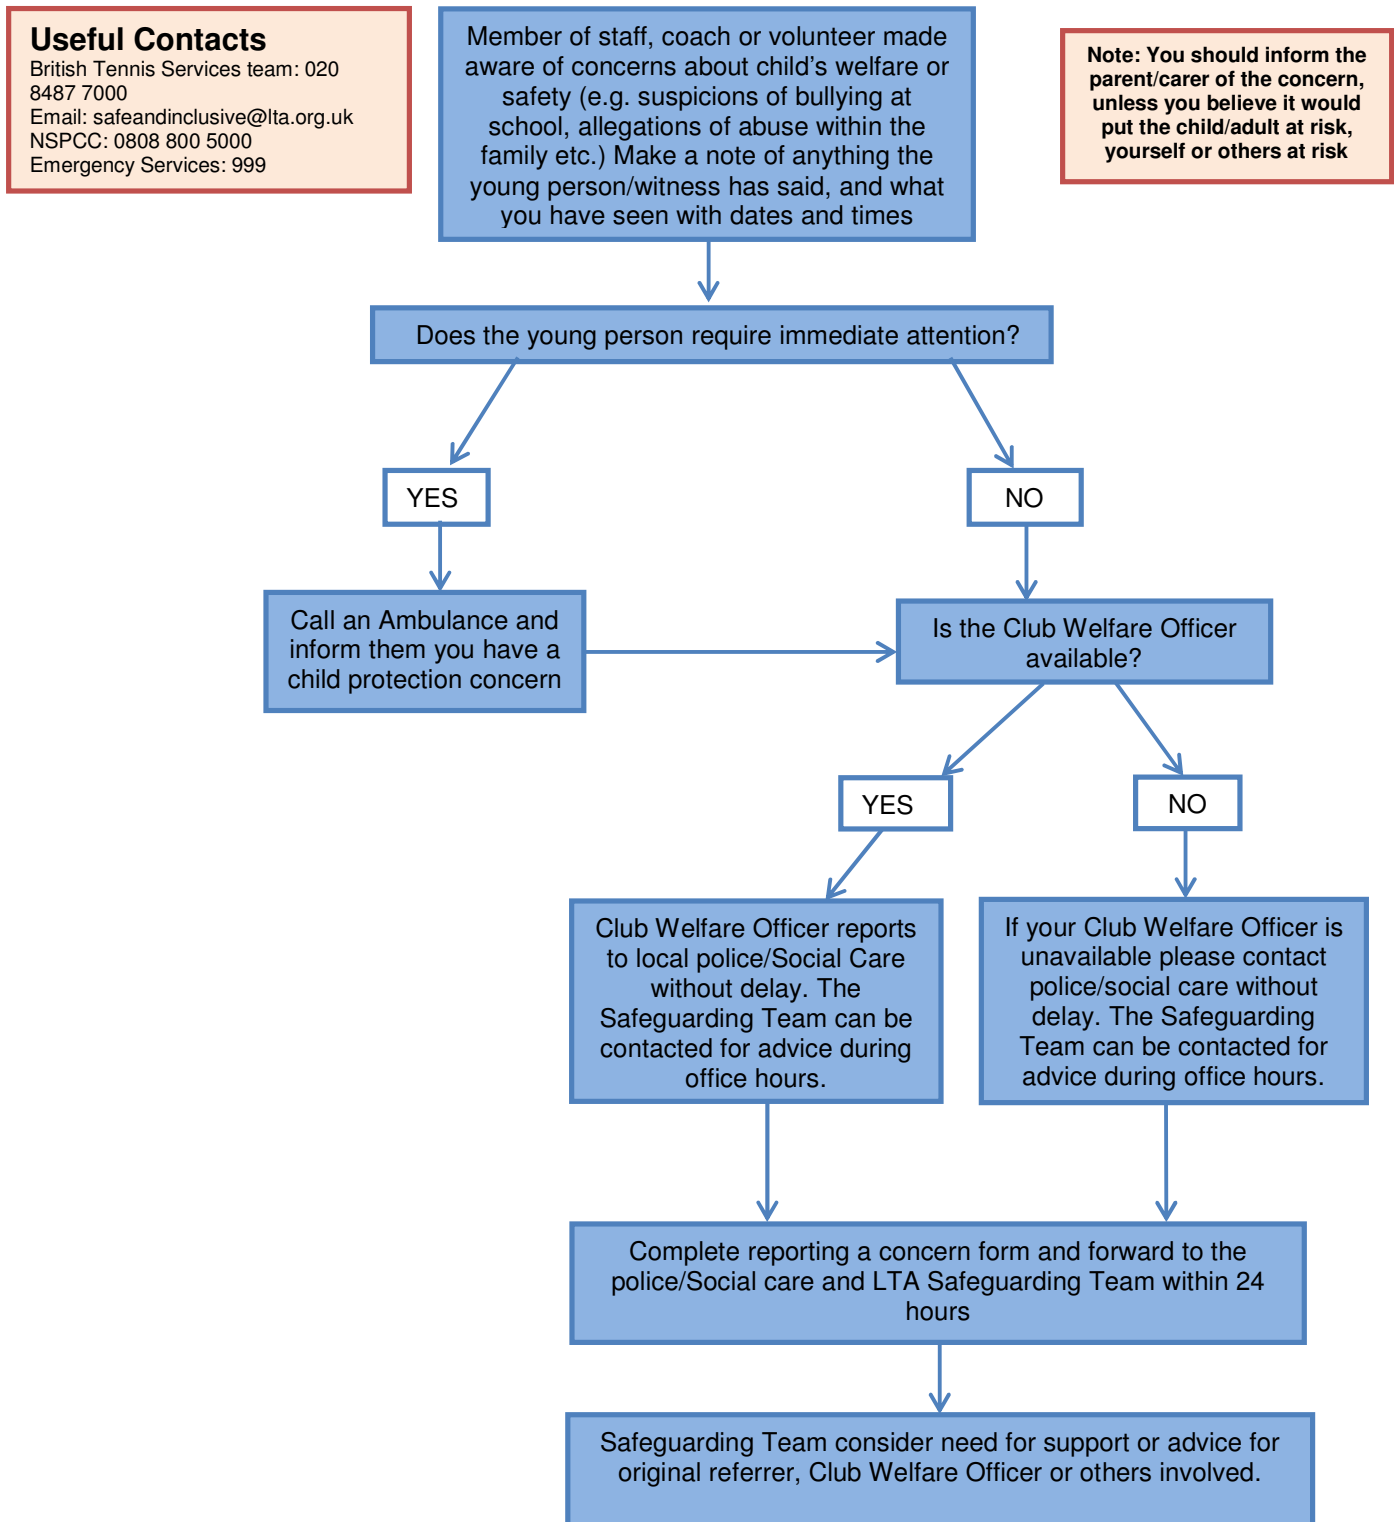 Useful Contacts
British Tennis Services team: 020
8487 7000
Email: safeandinclusive@lta.org.uk
NSPCC: 0808 800 5000
Emergency Services: 999
Member of staff, coach or volunteer made
aware of concerns about child’s welfare or
safety (e.g. suspicions of bullying at
school, allegations of abuse within the
family etc.) Make a note of anything the
young person/witness has said, and what
you have seen with dates and times
Note: You should inform the
parent/carer of the concern,
unless you believe it would
put the child/adult at risk,
yourself or others at risk
Does the young person require immediate attention?
YES
NO
Call an Ambulance and
inform them you have a
child protection concern
Is the Club Welfare Officer
available?
YES
NO
Club Welfare Officer reports
to local police/Social Care
without delay. The
Safeguarding Team can be
contacted for advice during
office hours.
If your Club Welfare Officer is
unavailable please contact
police/social care without
delay. The Safeguarding
Team can be contacted for
advice during office hours.
Complete reporting a concern form and forward to the
police/Social care and LTA Safeguarding Team within 24
hours
Safeguarding Team consider need for support or advice for
original referrer, Club Welfare Officer or others involved.